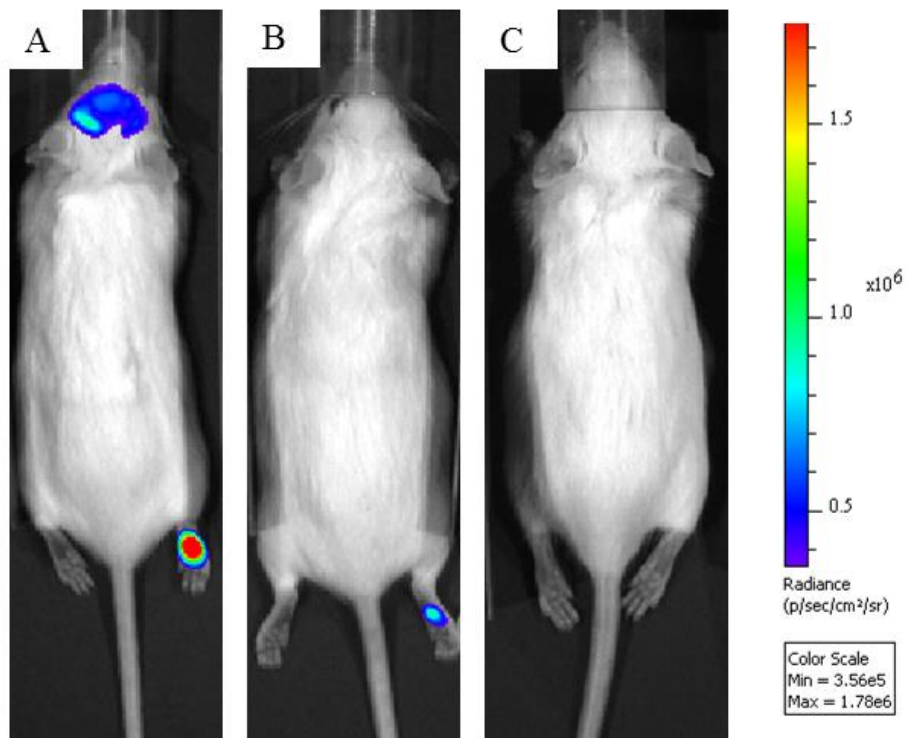 A
B
C
1.5
x10⁶
1.0
0.5
Radiance
(p/sec/cm²/sr)
Color Scale
Min = 3.56e5
Max = 1.78e6